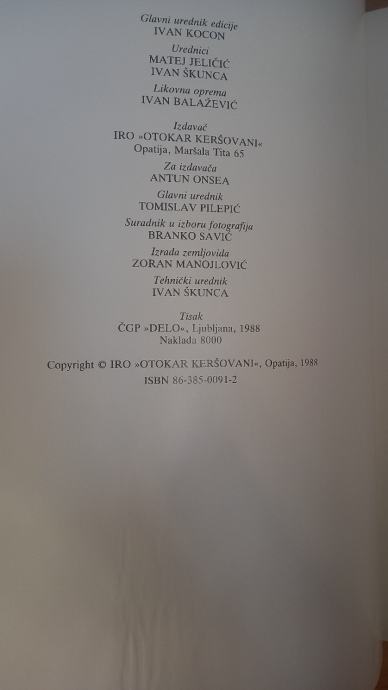 Glavni urednik edicije
IVAN KOCON
Urednici
MATEJ JELIČIĆ
IVAN ŠKUNCA
Likovna oprema
IVAN BALAŽEVIĆ
Izdavač
IRO »OTOKAR KERŠOVANI«
Opatija, Maršala Tita 65
Za izdavača
ANTUN ONSEA
Glavni urednik
TOMISLAV PILEPIĆ
Suradnik u izboru fotografija
BRANKO SAVIĆ
Izrada zemljovida
ZORAN MANOJLOVIĆ
Tehnički urednik
IVAN ŠKUNCA
Tisak
ČGP »DELO«, Ljubljana, 1988
Naklada 8000
Copyright © IRO »OTOKAR KERŠOVANI«, Opatija, 1988
ISBN 86-385-0091-2